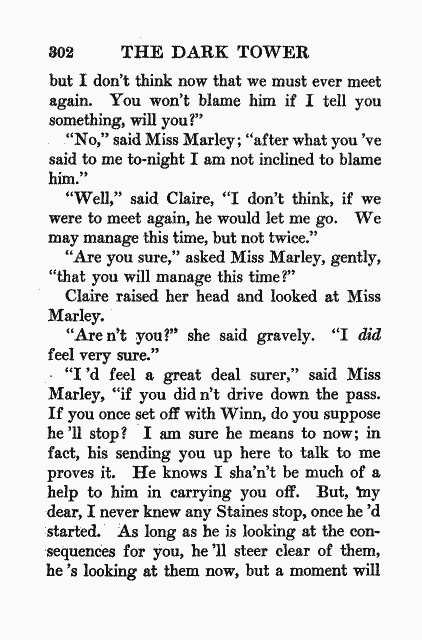 302 THE DARK TOWER
but I don't think now that we must ever meet
again. You won't blame him if I tell you
something, will you?"
"No," said Miss Marley; "after what you 've
said to me to-night I am not inclined to blame
him."
"Well," said Claire, "I don't think, if we
were to meet again, he would let me go. We
may manage this time, but not twice."
"Are you sure," asked Miss Marley, gently,
"that you will manage this time?"
Claire raised her head and looked at Miss
Marley.
"Are n't you?" she said gravely. "I did
feel very sure."
"I 'd feel a great deal surer," said Miss
Marley, "if you did n't drive down the pass.
If you once set off with Winn, do you suppose
he 'll stop? I am sure he means to now; in
fact, his sending you up here to talk to me
proves it. He knows I sha'n't be much of a
help to him in carrying you off. But, my
dear, I never knew any Staines stop, once he 'd
started. As long as he is looking at the con-
sequences for you, he 'll steer clear of them,
he 's looking at them now, but a moment will